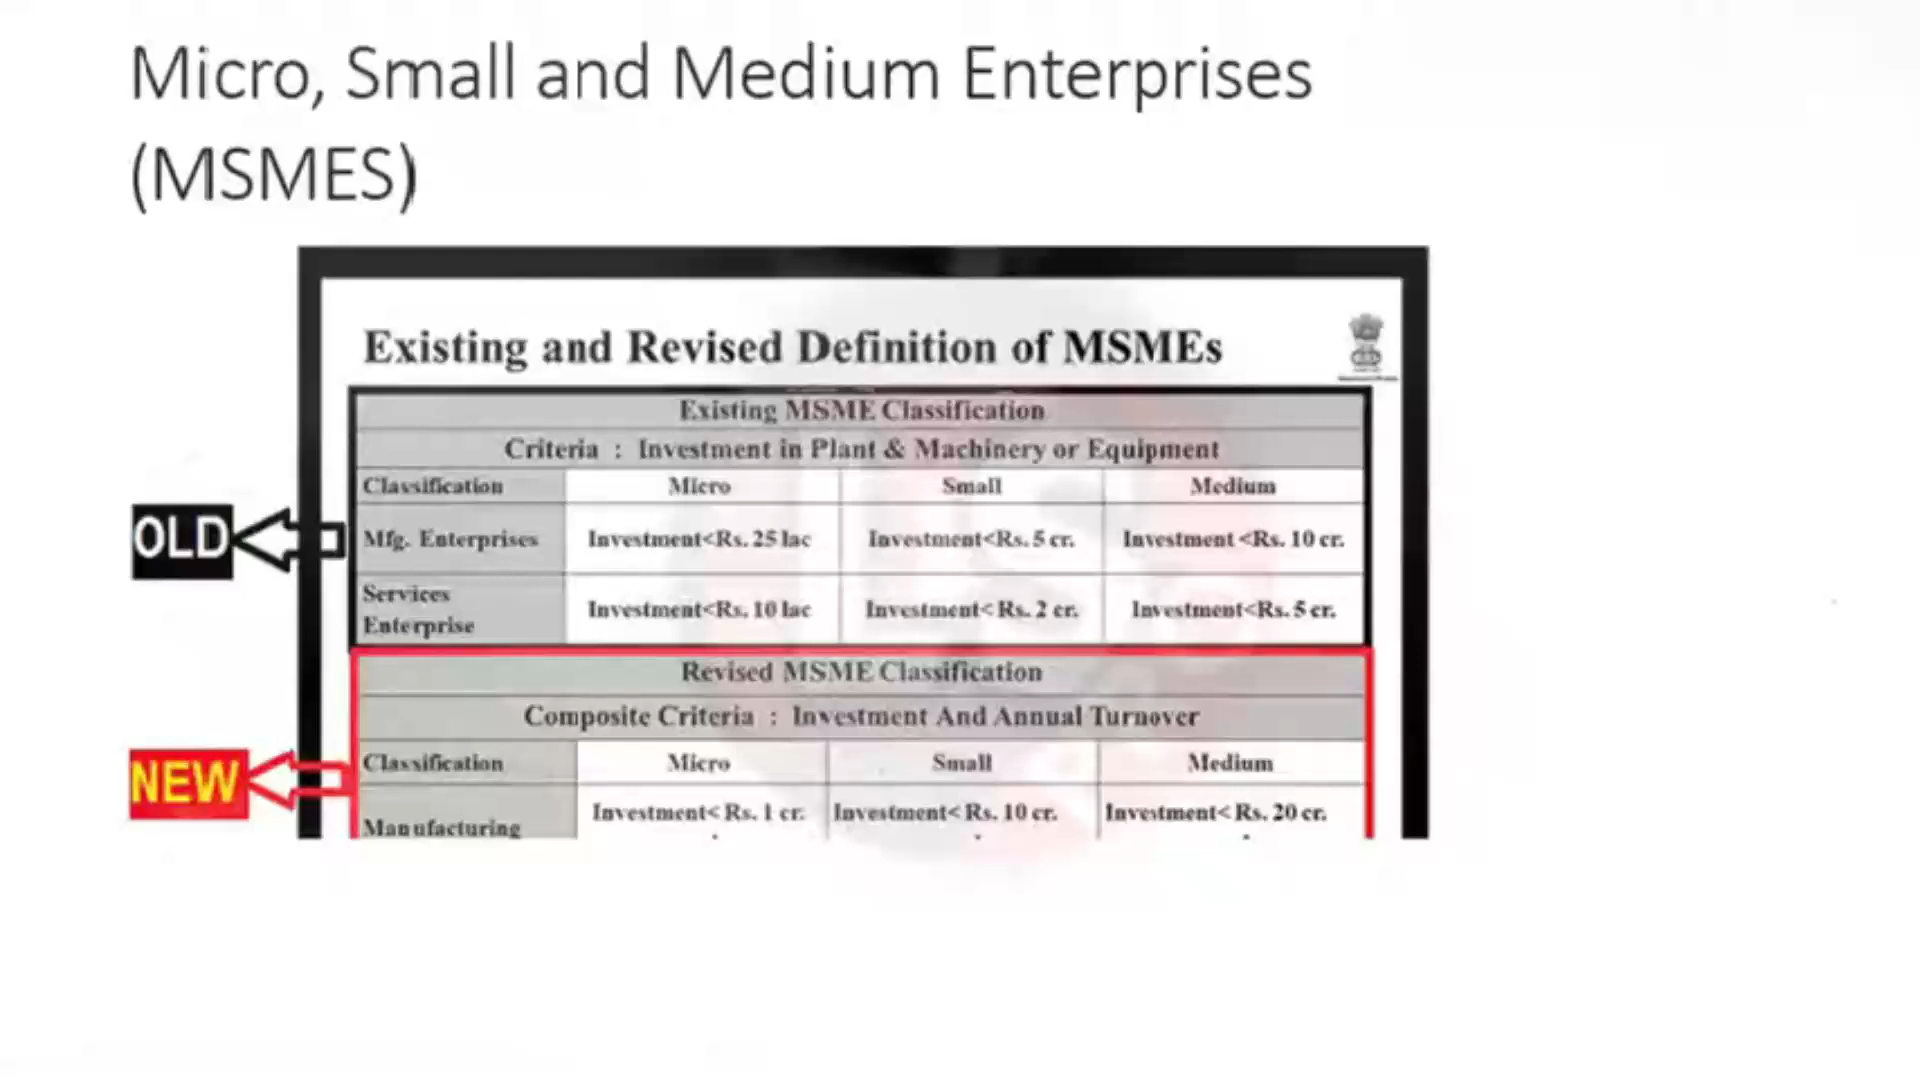 Micro, Small and Medium Enterprises
(MSMES)
Existing and Revised Definition of MSMEs
Existing MSME Classification
Criteria : Investment in Plant & Machinery or Equipment
Classification Micro Small Medium
OLD
Mfg. Enterprises Investment<Rs. 25 lac Investment<Rs. 5 cr. Investment <Rs. 10 cr.
Services
Enterprise
Investment<Rs. 10 lac Investment< Rs. 2 cr. Investment<Rs. 5 cr.
Revised MSME Classification
Composite Criteria : Investment And Annual Turnover
Classification Micro Small Medium
NEW
Manufacturing
Investment< Rs. 1 cr. Investment< Rs. 10 cr. Investment< Rs. 20 cr.